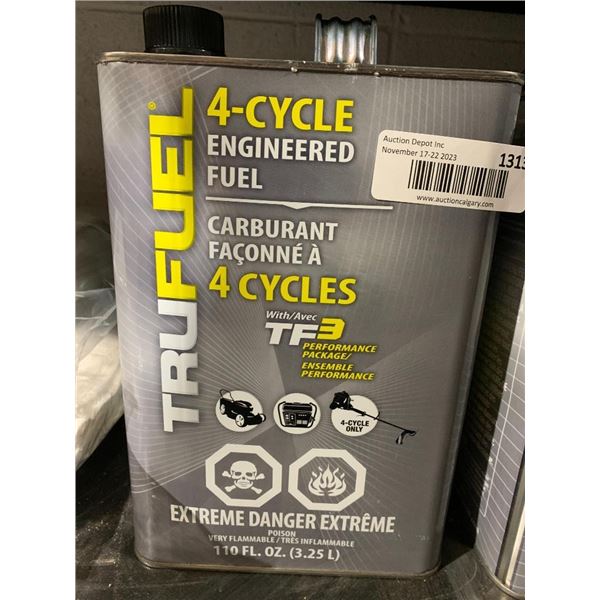 TRUFUEL®
4-CYCLE
ENGINEERED
FUEL
CARBURANT
FAÇONNÉ À
4 CYCLES
With/Avec
TF3
PERFORMANCE
PACKAGE/
ENSEMBLE
PERFORMANCE
4-CYCLE
ONLY
EXTREME DANGER EXTRÊME
POISON
VERY FLAMMABLE / TRÈS INFLAMMABLE
110 FL. OZ. (3.25 L)
Auction Depot Inc
November 17-22 2023
1313
www.auctioncalgary.com